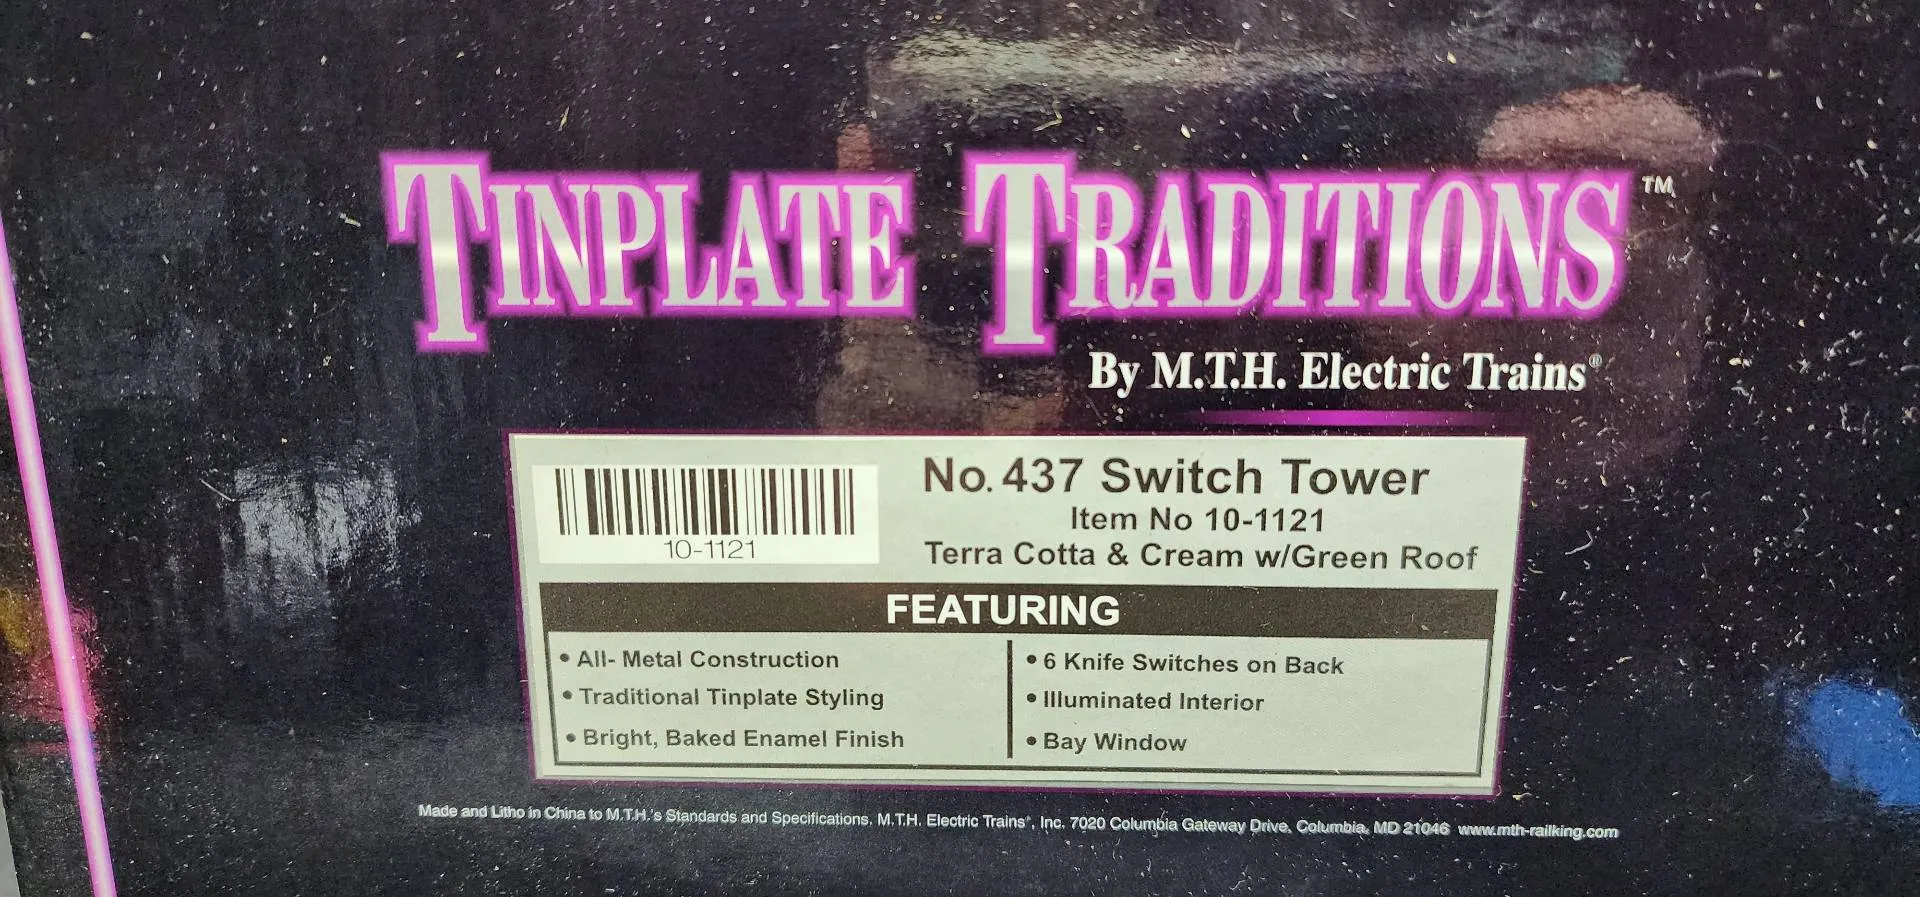 TINPLATE TRADITIONS™
By M.T.H. Electric Trains®
No. 437 Switch Tower
Item No 10-1121
Terra Cotta & Cream w/Green Roof
10-1121
FEATURING
• All- Metal Construction
• Traditional Tinplate Styling
• Bright, Baked Enamel Finish
• 6 Knife Switches on Back
• Illuminated Interior
• Bay Window
Made and Litho in China to M.T.H.'s Standards and Specifications. M.T.H. Electric Trains®, Inc. 7020 Columbia Gateway Drive, Columbia, MD 21046 www.mth-railking.com